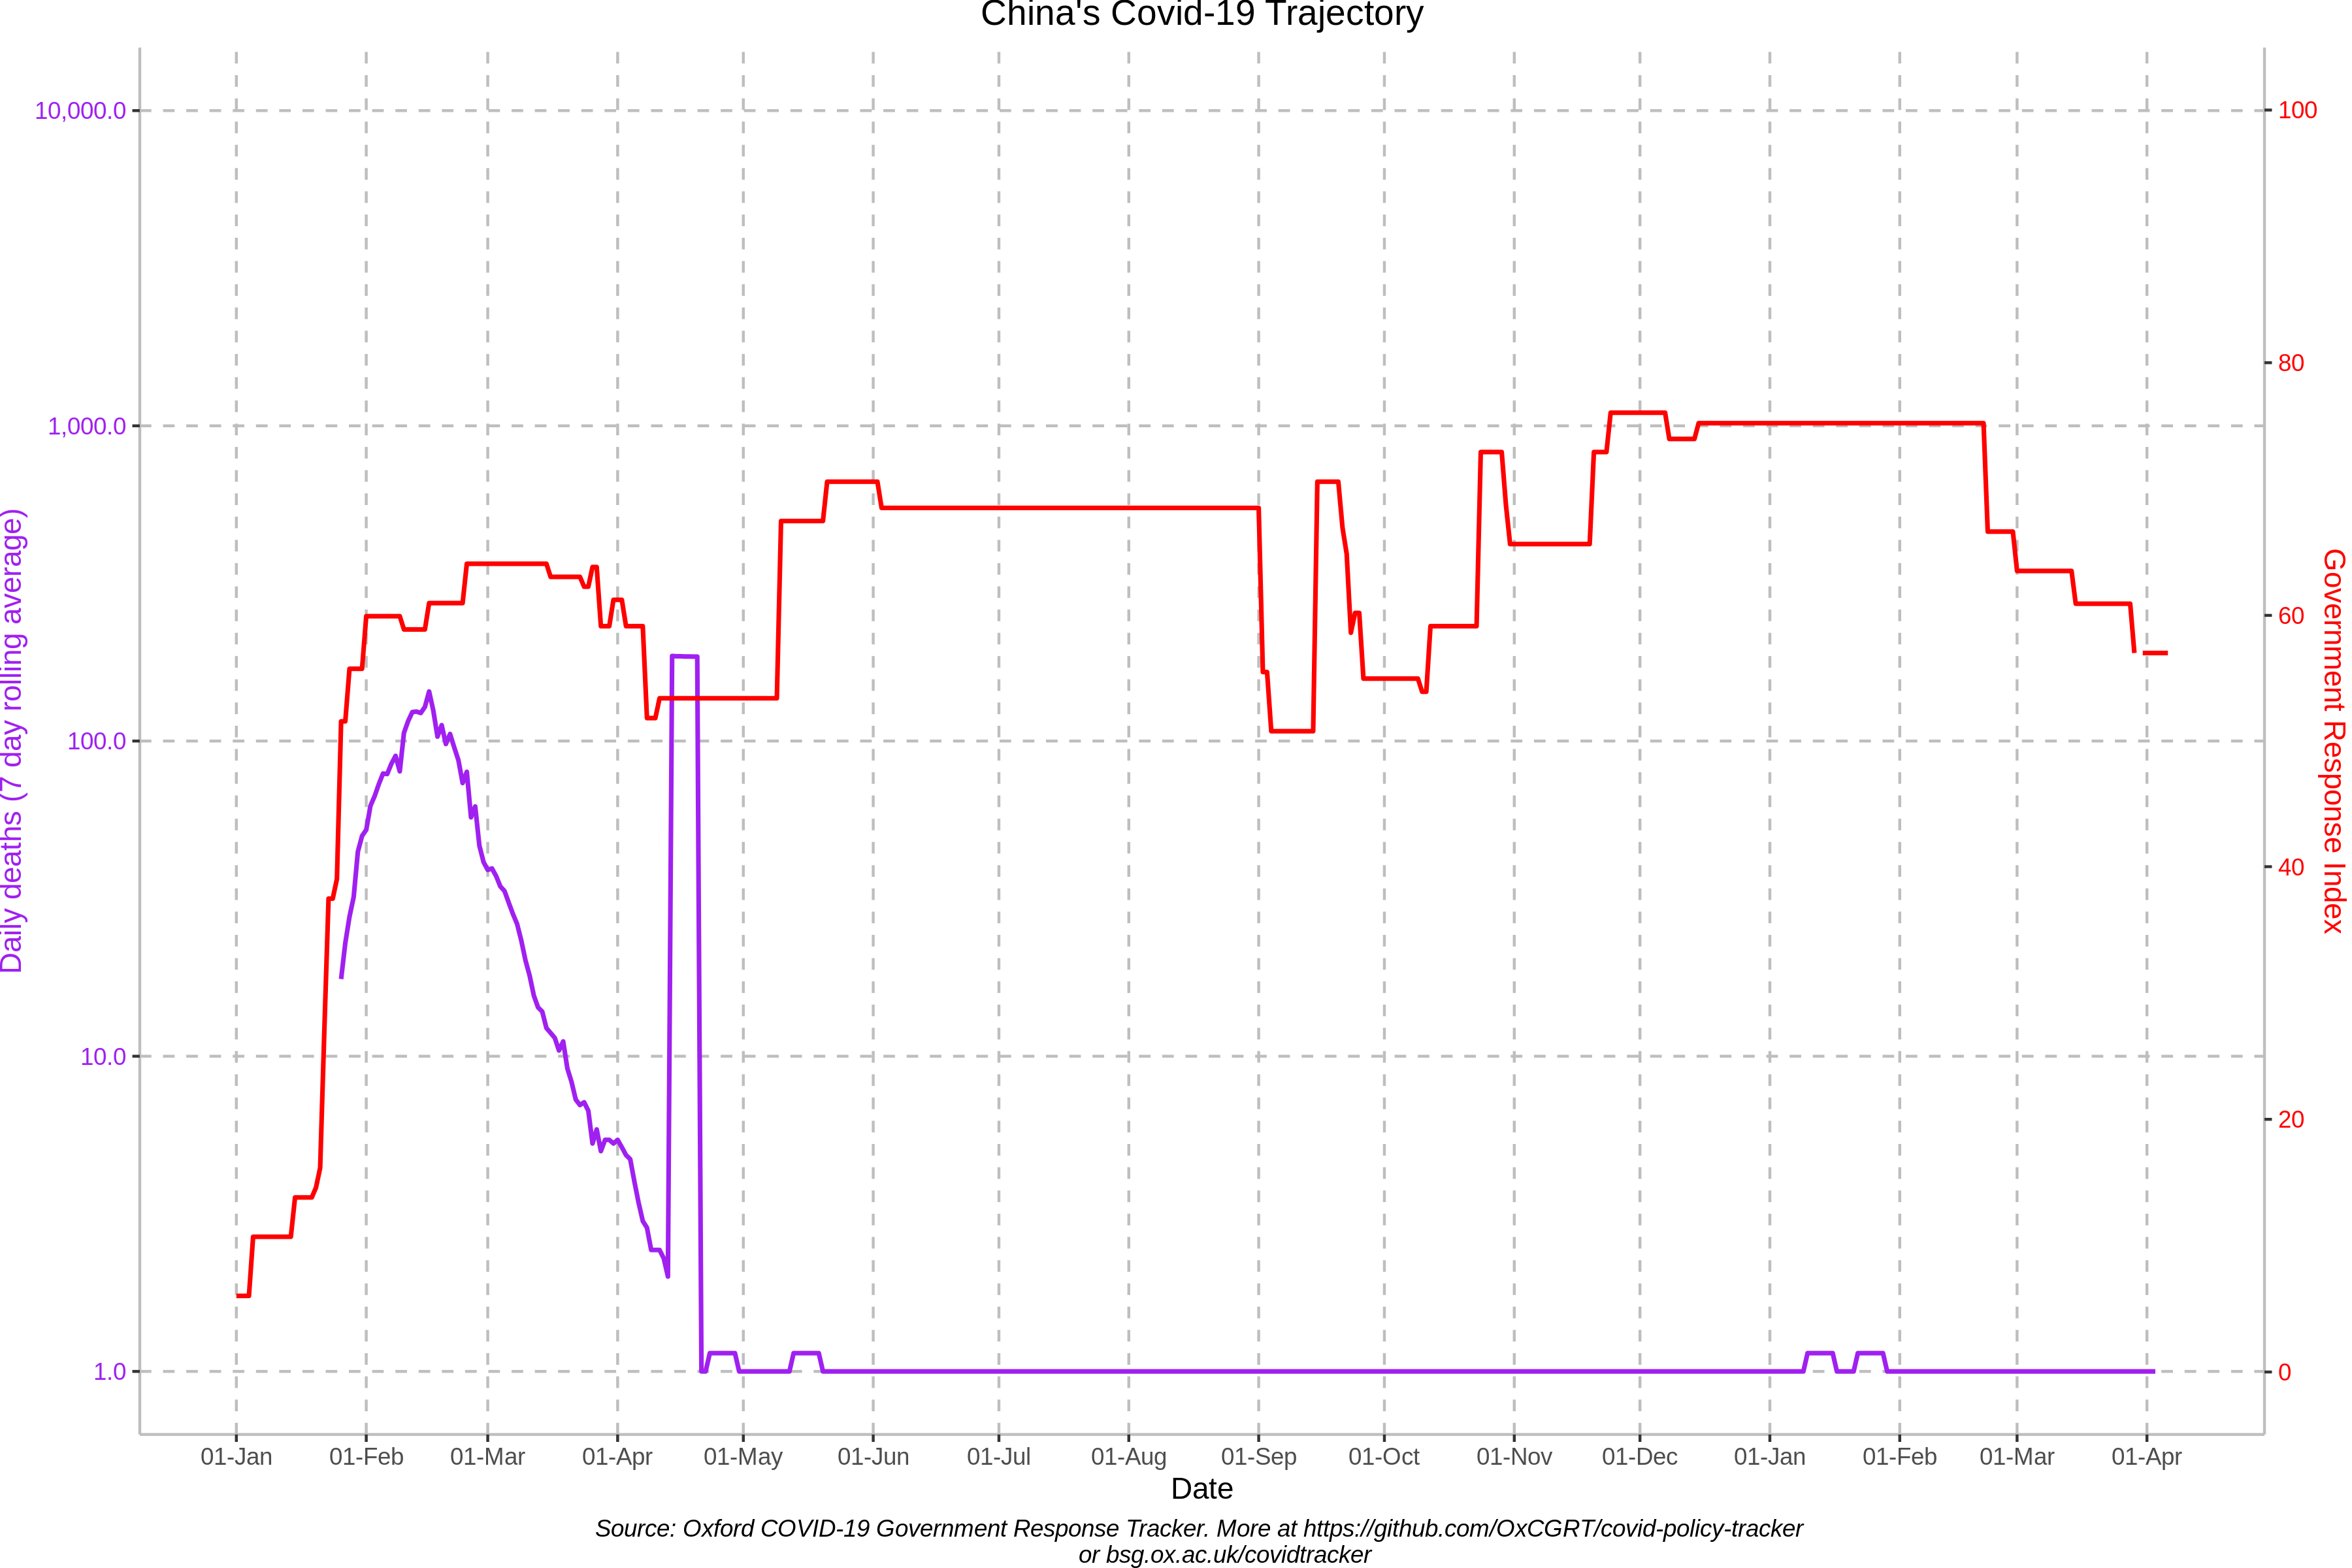 China's Covid-19 Trajectory
10,000.0
1,000.0
100.0
10.0
1.0
Daily deaths (7 day rolling average)
100
80
60
40
20
0
Government Response Index
01-Jan 01-Feb 01-Mar 01-Apr 01-May 01-Jun 01-Jul 01-Aug 01-Sep 01-Oct 01-Nov 01-Dec 01-Jan 01-Feb 01-Mar 01-Apr
Date
Source: Oxford COVID-19 Government Response Tracker. More at https://github.com/OxCGRT/covid-policy-tracker
or bsg.ox.ac.uk/covidtracker